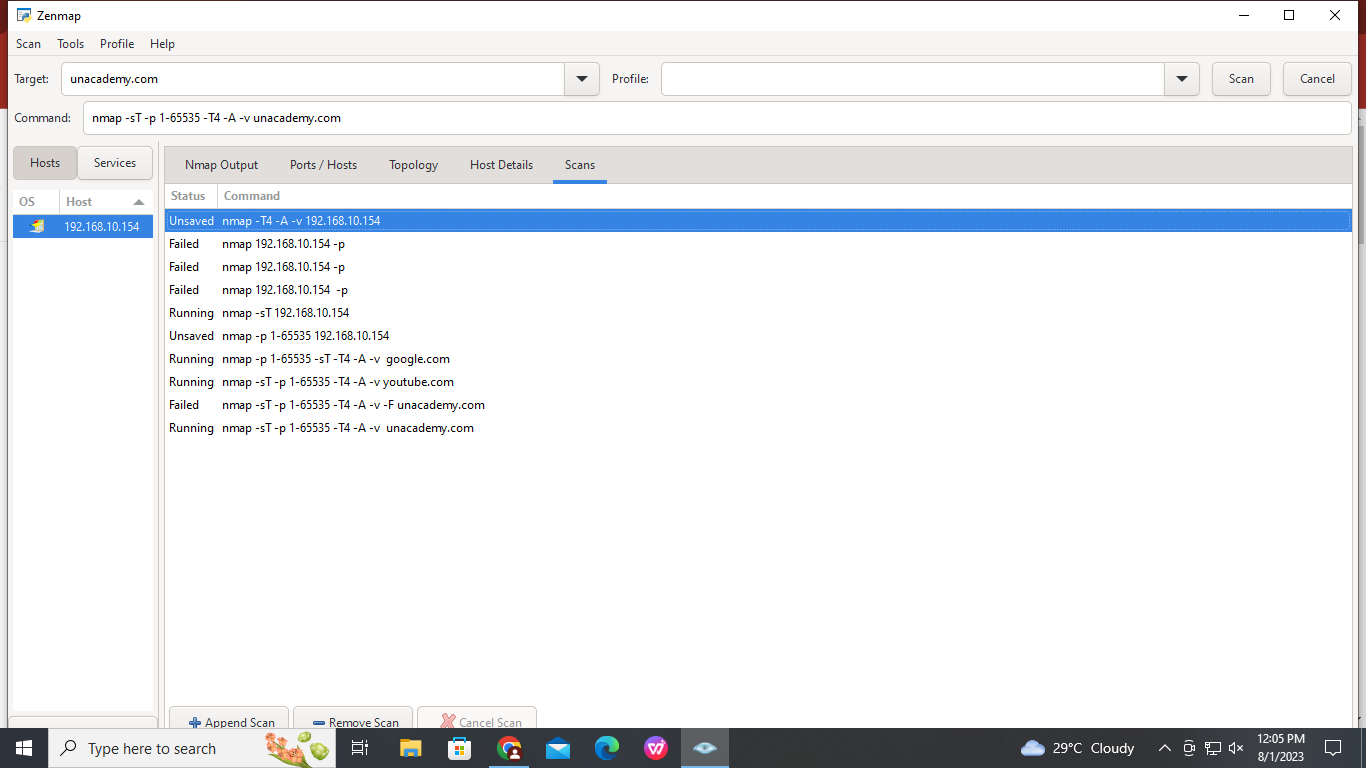 Zenmap
Scan Tools Profile Help
Target: unacademy.com Profile: Scan Cancel
Command: nmap -sT -p 1-65535 -T4 -A -v unacademy.com
Hosts Services Nmap Output Ports / Hosts Topology Host Details Scans
OS Host Status Command
192.168.10.154 Unsaved nmap -T4 -A -v 192.168.10.154
Failed nmap 192.168.10.154 -p
Failed nmap 192.168.10.154 -p
Failed nmap 192.168.10.154  -p
Running nmap -sT 192.168.10.154
Unsaved nmap -p 1-65535 192.168.10.154
Running nmap -p 1-65535 -sT -T4 -A -v  google.com
Running nmap -sT -p 1-65535 -T4 -A -v youtube.com
Failed nmap -sT -p 1-65535 -T4 -A -v -F unacademy.com
Running nmap -sT -p 1-65535 -T4 -A -v  unacademy.com
Append Scan Remove Scan Cancel Scan
Type here to search 29°C Cloudy 12:05 PM
8/1/2023